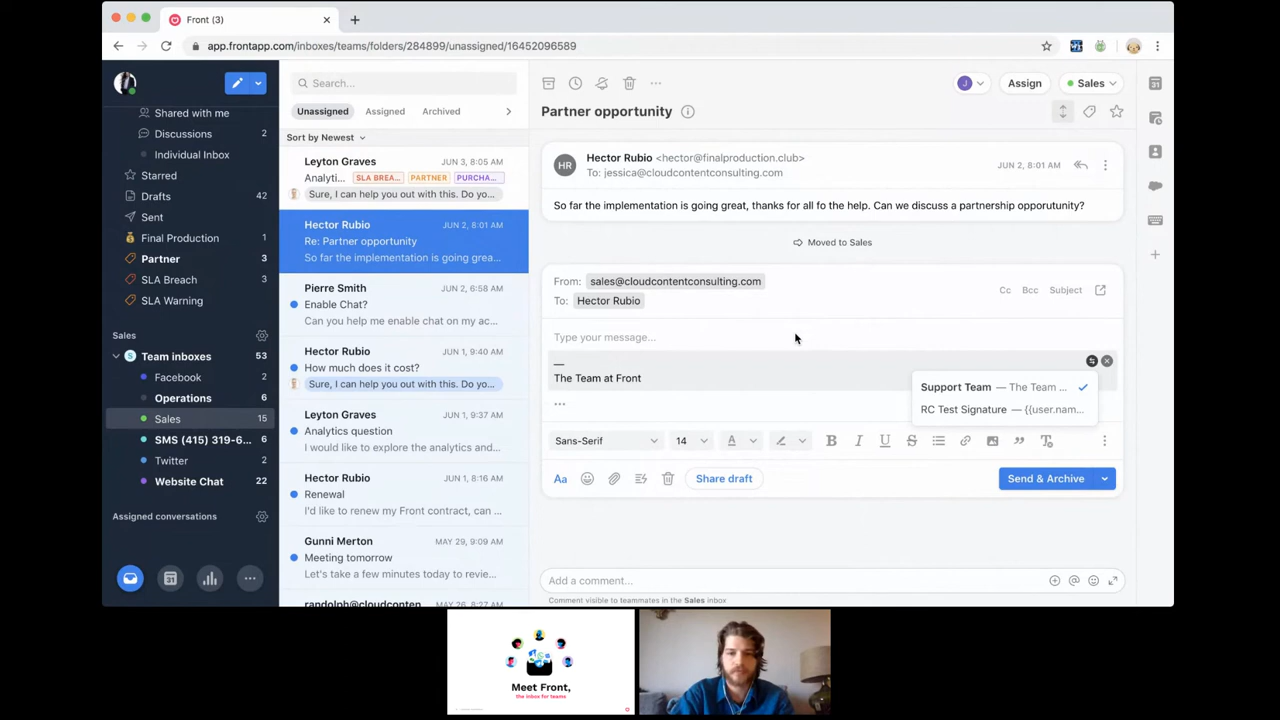 Front (3)
app.frontapp.com/inboxes/teams/folders/284899/unassigned/16452096589
Shared with me
Discussions 2
Individual Inbox
Starred
Drafts 42
Sent
Final Production 1
Partner 3
SLA Breach 3
SLA Warning
Sales
Team inboxes 53
Facebook
Operations 6
Sales 15
SMS (415) 319-6... 6
Twitter 2
Website Chat 22
Assigned conversations
Search...
Unassigned Assigned Archived
Sort by Newest
Leyton Graves JUN 3, 8:05 AM
Analyti... SLA BREA... PARTNER PURCHA...
Sure, I can help you out with this. Do yo...
Hector Rubio JUN 2, 8:01 AM
Re: Partner opportunity
So far the implementation is going grea...
Pierre Smith JUN 2, 6:58 AM
Enable Chat?
Can you help me enable chat on my ac...
Hector Rubio JUN 1, 9:40 AM
How much does it cost?
Sure, I can help you out with this. Do yo...
Leyton Graves JUN 1, 8:18 AM
Analytics question
I would like to explore the analytics and...
Hector Rubio JUN 1, 8:16 AM
Renewal
I'd like to renew my Front contract, can ...
Gunni Merton MAY 29, 9:09 AM
Meeting tomorrow
Let's take a few minutes today to revie...
randolph@cloudconten... MAY 26, 8:27 AM
J Assign Sales
Partner opportunity
HR Hector Rubio <hector@finalproduction.club> JUN 2, 8:01 AM
To: jessica@cloudcontentconsulting.com
So far the implementation is going great, thanks for all fo the help. Can we discuss a partnership opporutunity?
Moved to Sales
From: sales@cloudcontentconsulting.com
To: Hector Rubio
Cc Bcc Subject
Type your message...
—
The Team at Front
...
Support Team — The Team ...
RC Test Signature — {{user.nam...
Sans-Serif 14 A B I U S
Aa Share draft Send & Archive
Add a comment...
Comment visible to teammates in the Sales inbox
Meet Front,
the inbox for teams